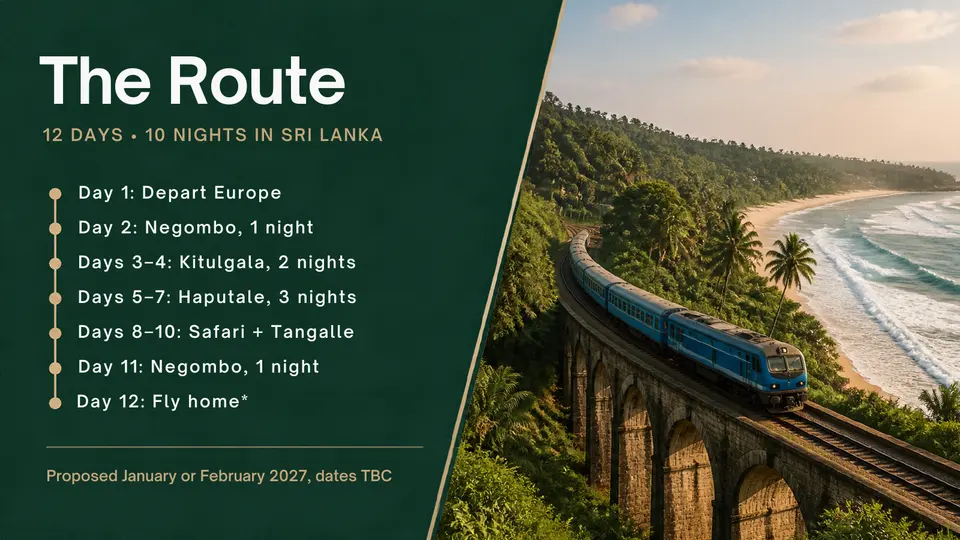 The Route
12 DAYS • 10 NIGHTS IN SRI LANKA
Day 1: Depart Europe
Day 2: Negombo, 1 night
Days 3–4: Kitulgala, 2 nights
Days 5–7: Haputale, 3 nights
Days 8–10: Safari + Tangalle
Day 11: Negombo, 1 night
Day 12: Fly home*
Proposed January or February 2027, dates TBC